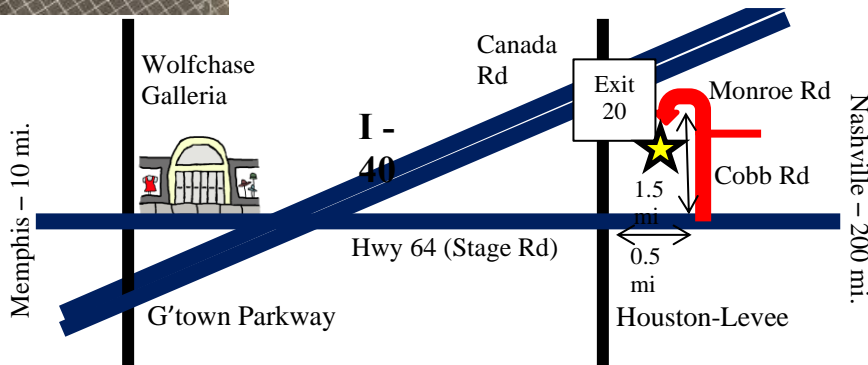 Wolfchase
Galleria
Canada
Rd
Exit
20
Monroe Rd
I -
40
Cobb Rd
1.5
mi
Memphis – 10 mi.
Nashville – 200 mi.
Hwy 64 (Stage Rd)
0.5
mi
G'town Parkway
Houston-Levee